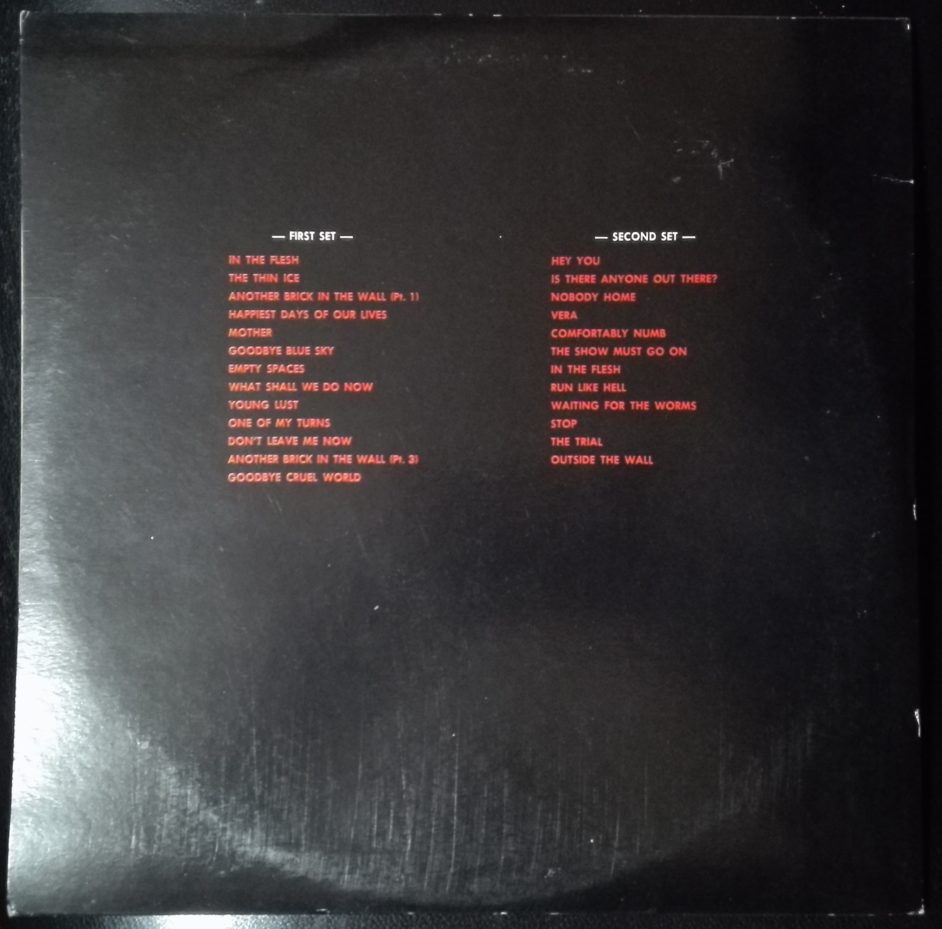 — FIRST SET —
IN THE FLESH
THE THIN ICE
ANOTHER BRICK IN THE WALL (Pt. 1)
HAPPIEST DAYS OF OUR LIVES
MOTHER
GOODBYE BLUE SKY
EMPTY SPACES
WHAT SHALL WE DO NOW
YOUNG LUST
ONE OF MY TURNS
DON'T LEAVE ME NOW
ANOTHER BRICK IN THE WALL (Pt. 3)
GOODBYE CRUEL WORLD
— SECOND SET —
HEY YOU
IS THERE ANYONE OUT THERE?
NOBODY HOME
VERA
COMFORTABLY NUMB
THE SHOW MUST GO ON
IN THE FLESH
RUN LIKE HELL
WAITING FOR THE WORMS
STOP
THE TRIAL
OUTSIDE THE WALL